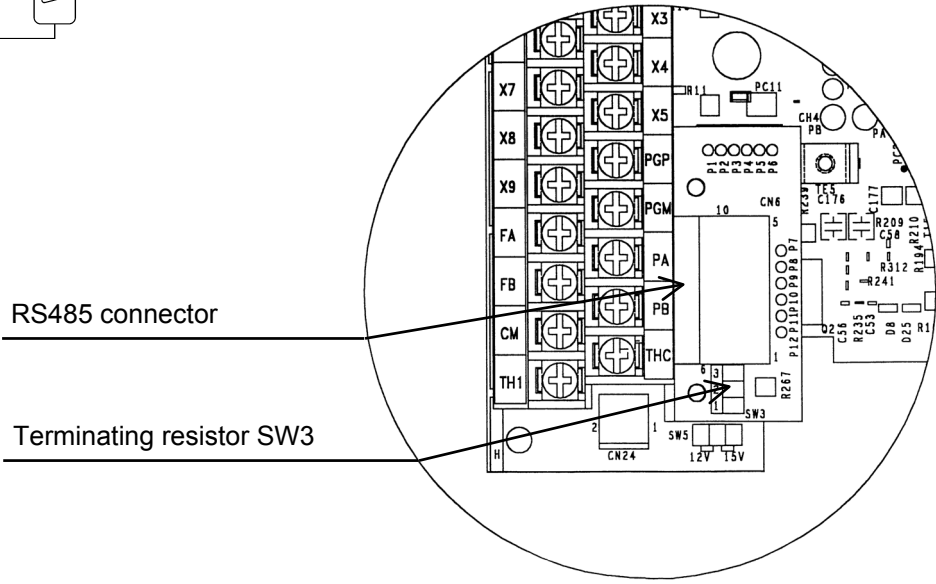 X3
X4
X5
PGP
PGM
PA
PB
THC
X7
X8
X9
FA
FB
CM
TH1
R11
PC11
CH4
PB
PA
P1 P2 P3 P4 P5 P6
TE5
C176
C177
R239
CN6
10
5
R209
C58
R210
R194
R312
R241
P7
P8
P9
P10
P11
P12
Q2
C56
R235
C53
D8
D25
R1
1
6
3
2
1
SW3
R267
RS485 connector
Terminating resistor SW3
SW5
12V 15V
2
1
CN24
H